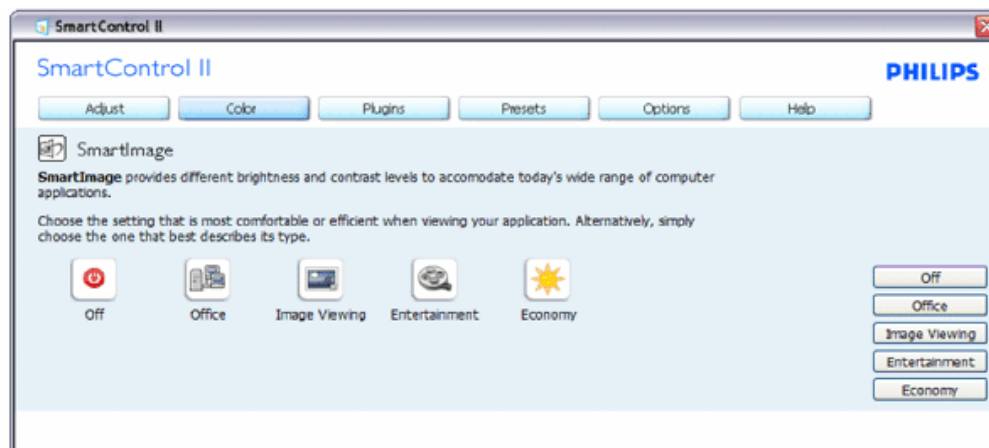 SmartControl II
SmartControl II
PHILIPS
Adjust Color Plugins Presets Options Help
SmartImage
SmartImage provides different brightness and contrast levels to accomodate today's wide range of computer
applications.
Choose the setting that is most comfortable or efficient when viewing your application. Alternatively, simply
choose the one that best describes its type.
Off Office Image Viewing Entertainment Economy
Off
Office
Image Viewing
Entertainment
Economy